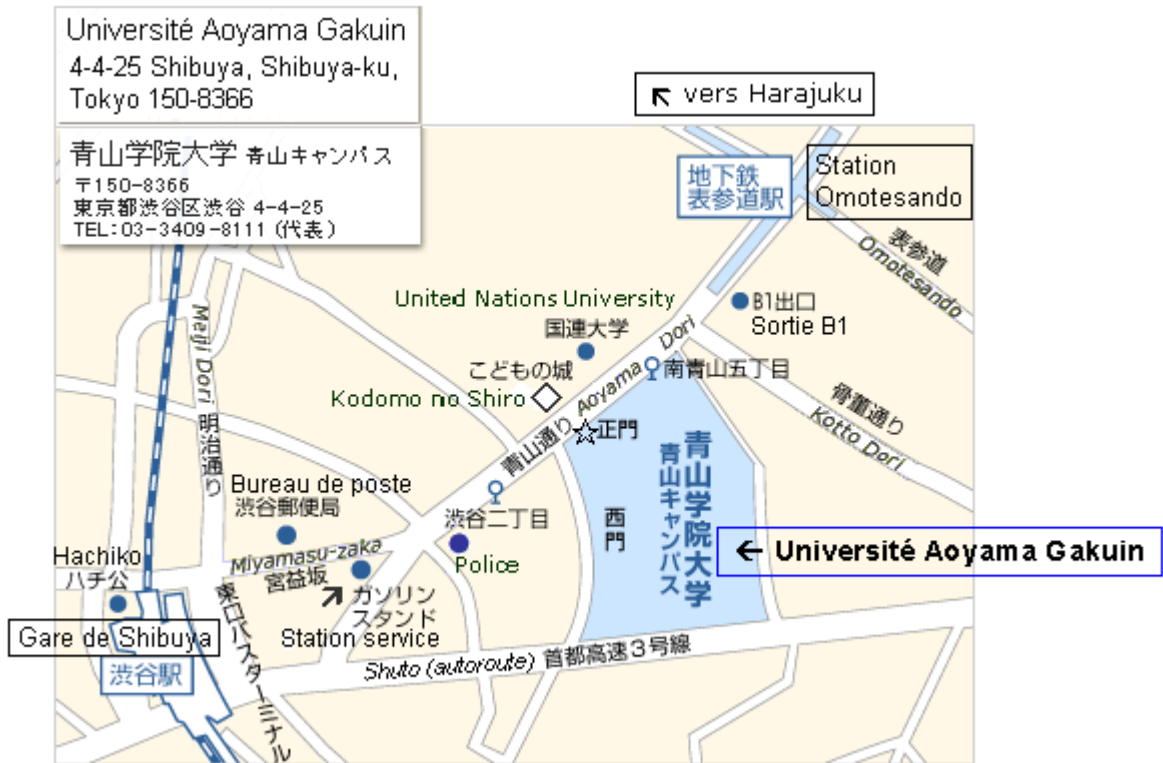 Université Aoyama Gakuin
4-4-25 Shibuya, Shibuya-ku,
Tokyo 150-8366
青山学院大学 青山キャンパス
〒150-8366
東京都渋谷区渋谷 4-4-25
TEL:03-3409-8111 (代表)
↖ vers Harajuku
地下鉄
表参道駅
Station
Omotesando
表参道
Omotesando
B1出口
Sortie B1
United Nations University
国連大学
こどもの城
Kodomo no Shiro
南青山五丁目
骨董通り
Kotto Dori
青山通り Aoyama Dori
正門
Meiji Dori 明治通り
青山学院大学
青山キャンパス
西門
← Université Aoyama Gakuin
Bureau de poste
渋谷郵便局
渋谷二丁目
Police
Miyamasu-zaka
宮益坂
Hachiko
ハチ公
ガソリン
スタンド
Station service
東口バスターミナル
Gare de Shibuya
渋谷駅
Shuto (autoroute) 首都高速3号線